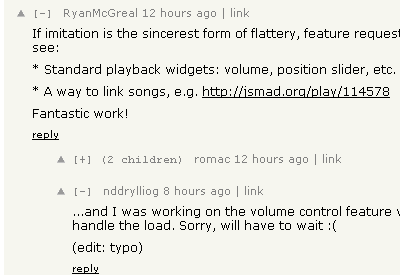 ▲ [-] RyanMcGreal 12 hours ago | link
If imitation is the sincerest form of flattery, feature request
see:
* Standard playback widgets: volume, position slider, etc.
* A way to link songs, e.g. http://jsmad.org/play/114578
Fantastic work!
reply
▲ [+] (2 children) romac 12 hours ago | link
▲ [-] nddrylliog 8 hours ago | link
...and I was working on the volume control feature
handle the load. Sorry, will have to wait :(
(edit: typo)
reply